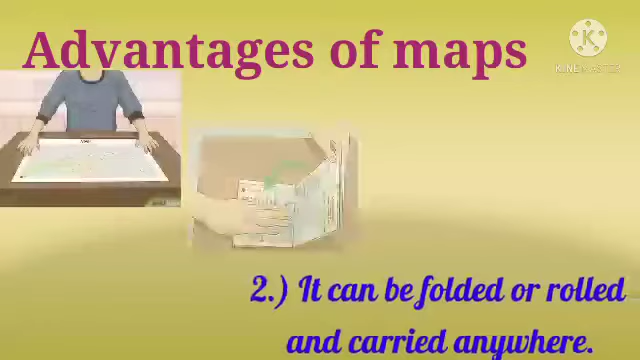 Advantages of maps
KINEMASTER
2.) It can be folded or rolled
and carried anywhere.